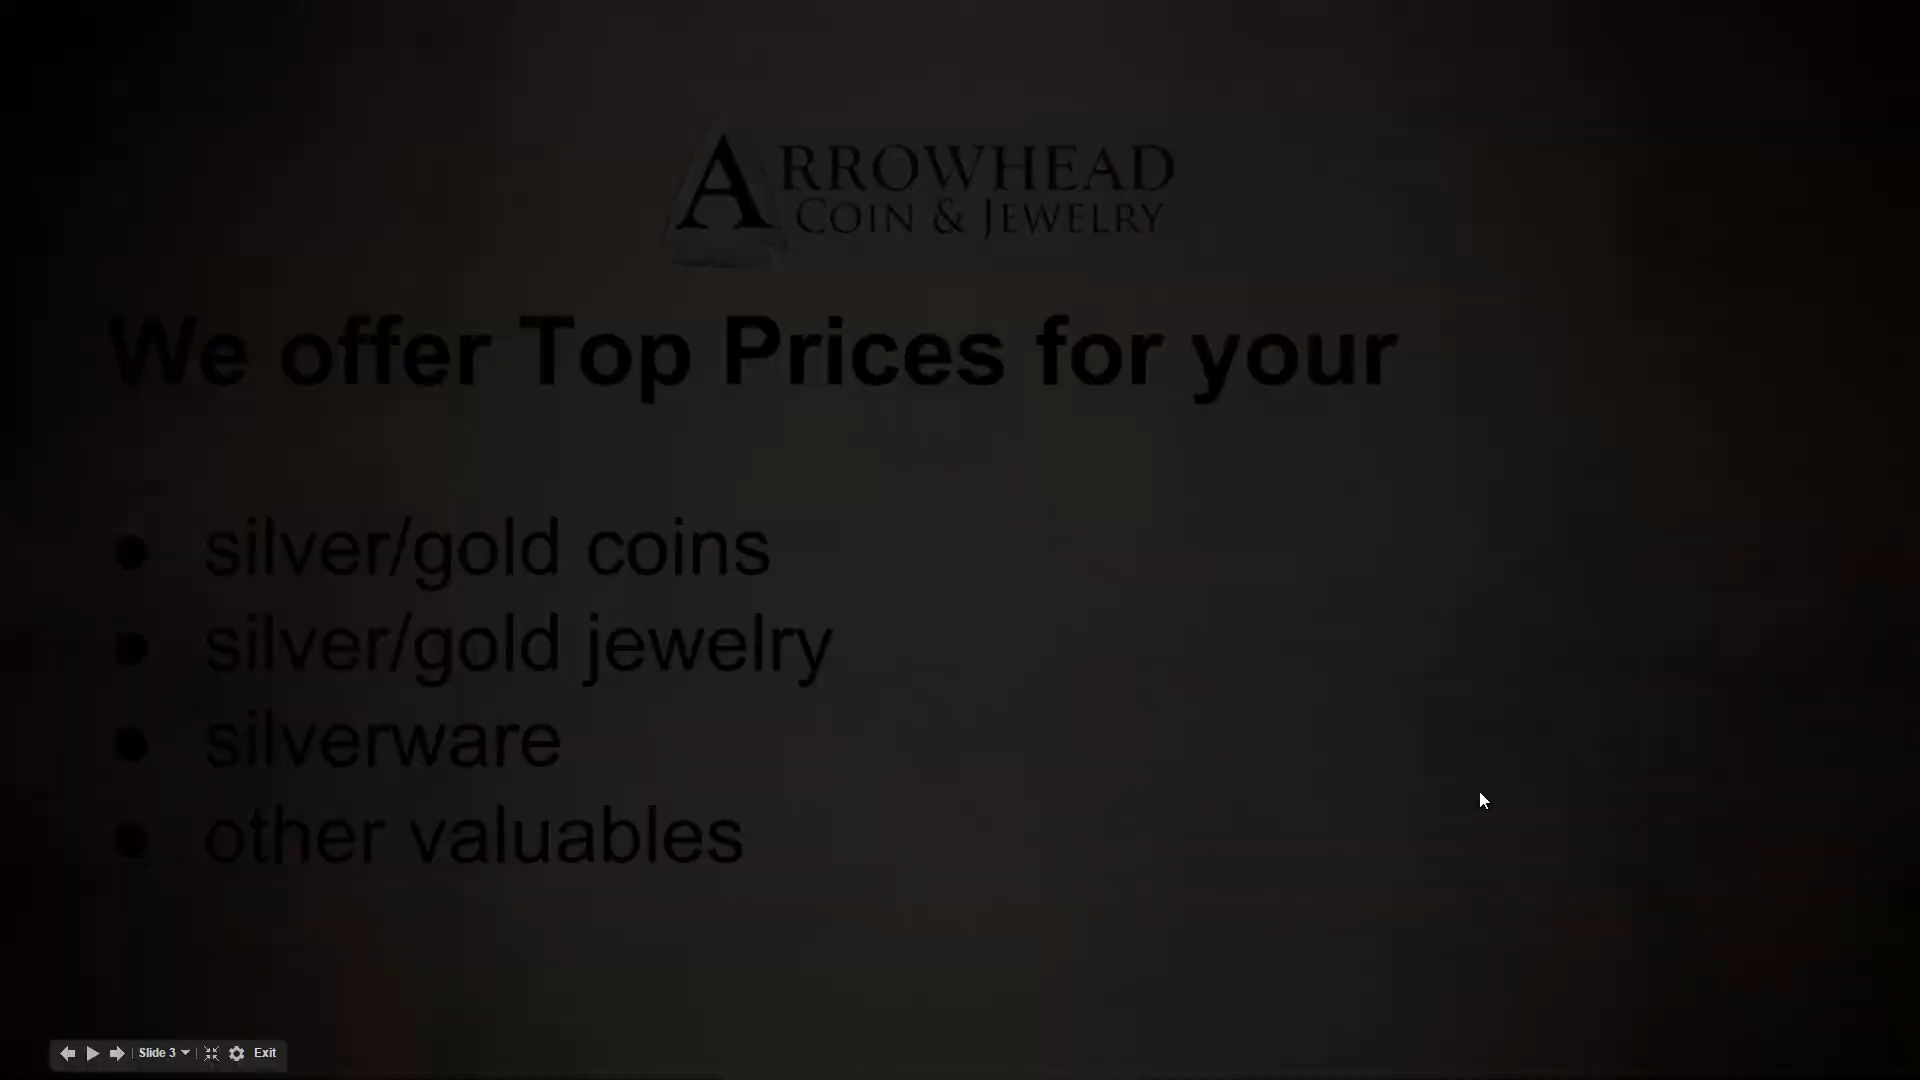 ARROWHEAD
COIN & JEWELRY
We offer Top Prices for your
● silver/gold coins
● silver/gold jewelry
● silverware
● other valuables
Slide 3
Exit